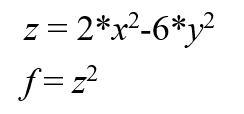 z = 2*x²-6*y²
f = z²